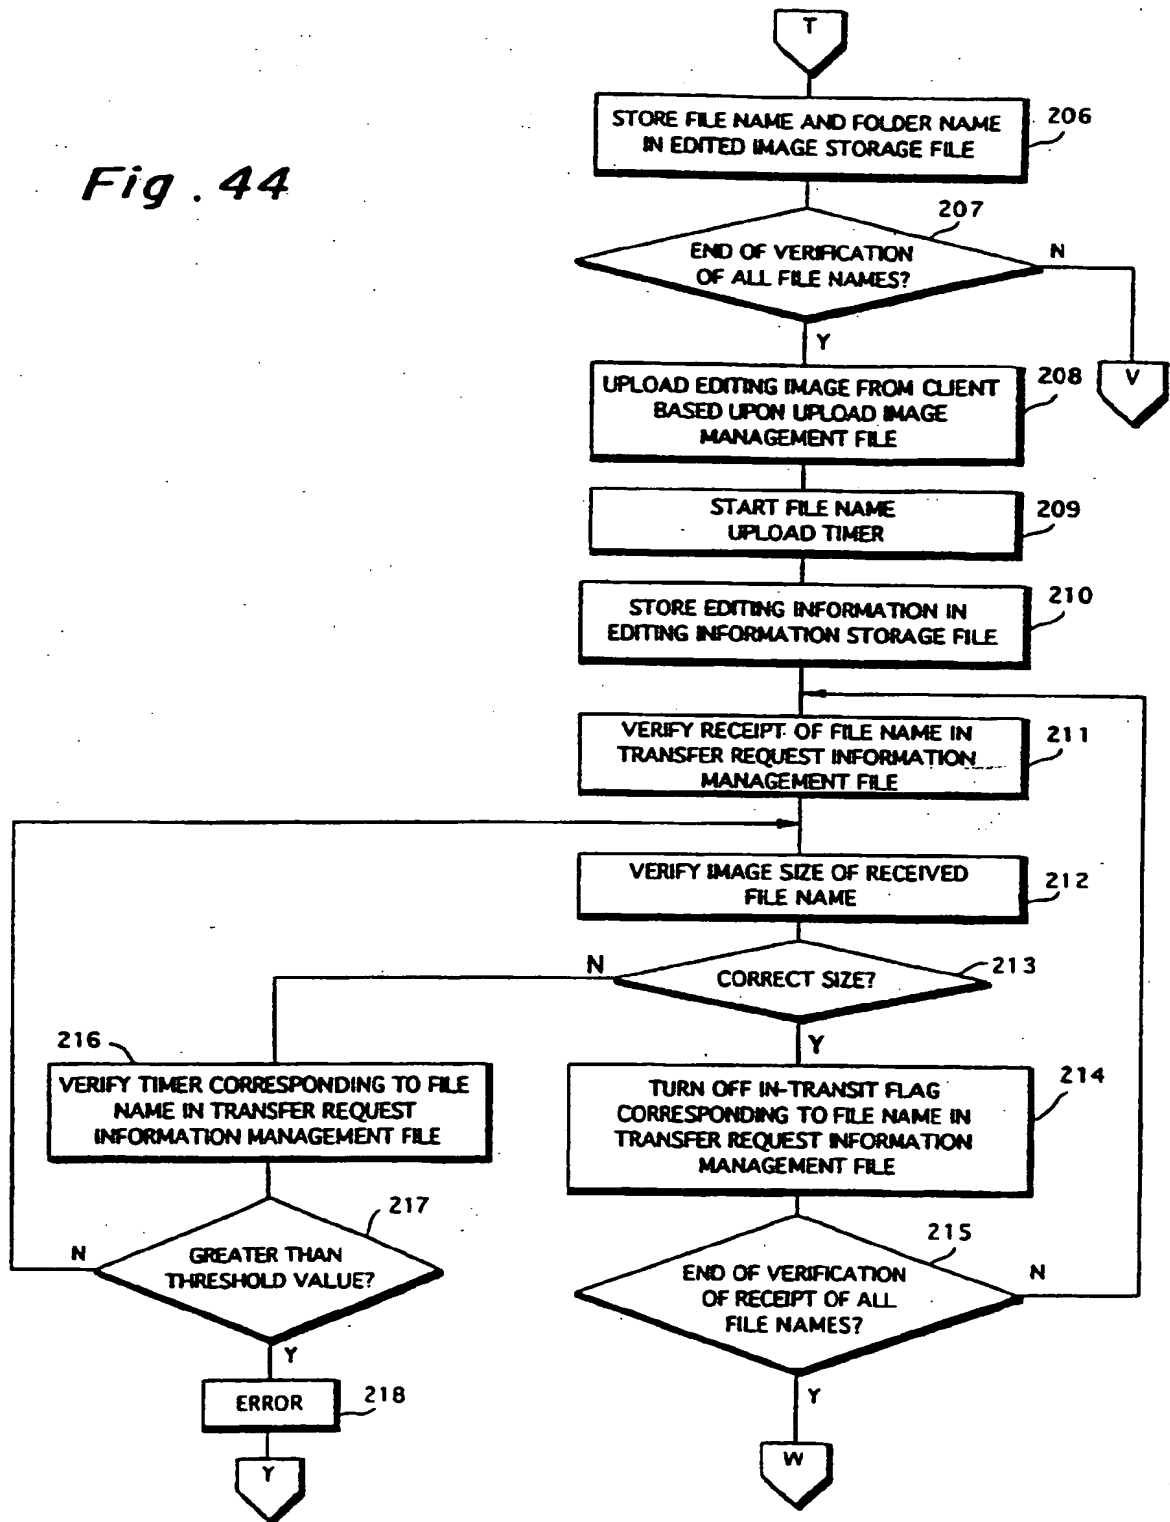 T
STORE FILE NAME AND FOLDER NAME
IN EDITED IMAGE STORAGE FILE
206
Fig. 44
207
END OF VERIFICATION
OF ALL FILE NAMES?
N
Y
V
UPLOAD EDITING IMAGE FROM CLIENT
BASED UPON UPLOAD IMAGE
MANAGEMENT FILE
208
START FILE NAME
UPLOAD TIMER
209
STORE EDITING INFORMATION IN
EDITING INFORMATION STORAGE FILE
210
VERIFY RECEIPT OF FILE NAME IN
TRANSFER REQUEST INFORMATION
MANAGEMENT FILE
211
VERIFY IMAGE SIZE OF RECEIVED
FILE NAME
212
N
CORRECT SIZE?
213
Y
216
VERIFY TIMER CORRESPONDING TO FILE
NAME IN TRANSFER REQUEST
INFORMATION MANAGEMENT FILE
TURN OFF IN-TRANSIT FLAG
CORRESPONDING TO FILE NAME IN
TRANSFER REQUEST INFORMATION
MANAGEMENT FILE
214
217
N
GREATER THAN
THRESHOLD VALUE?
Y
215
END OF VERIFICATION
OF RECEIPT OF ALL
FILE NAMES?
N
Y
ERROR
218
Y
W